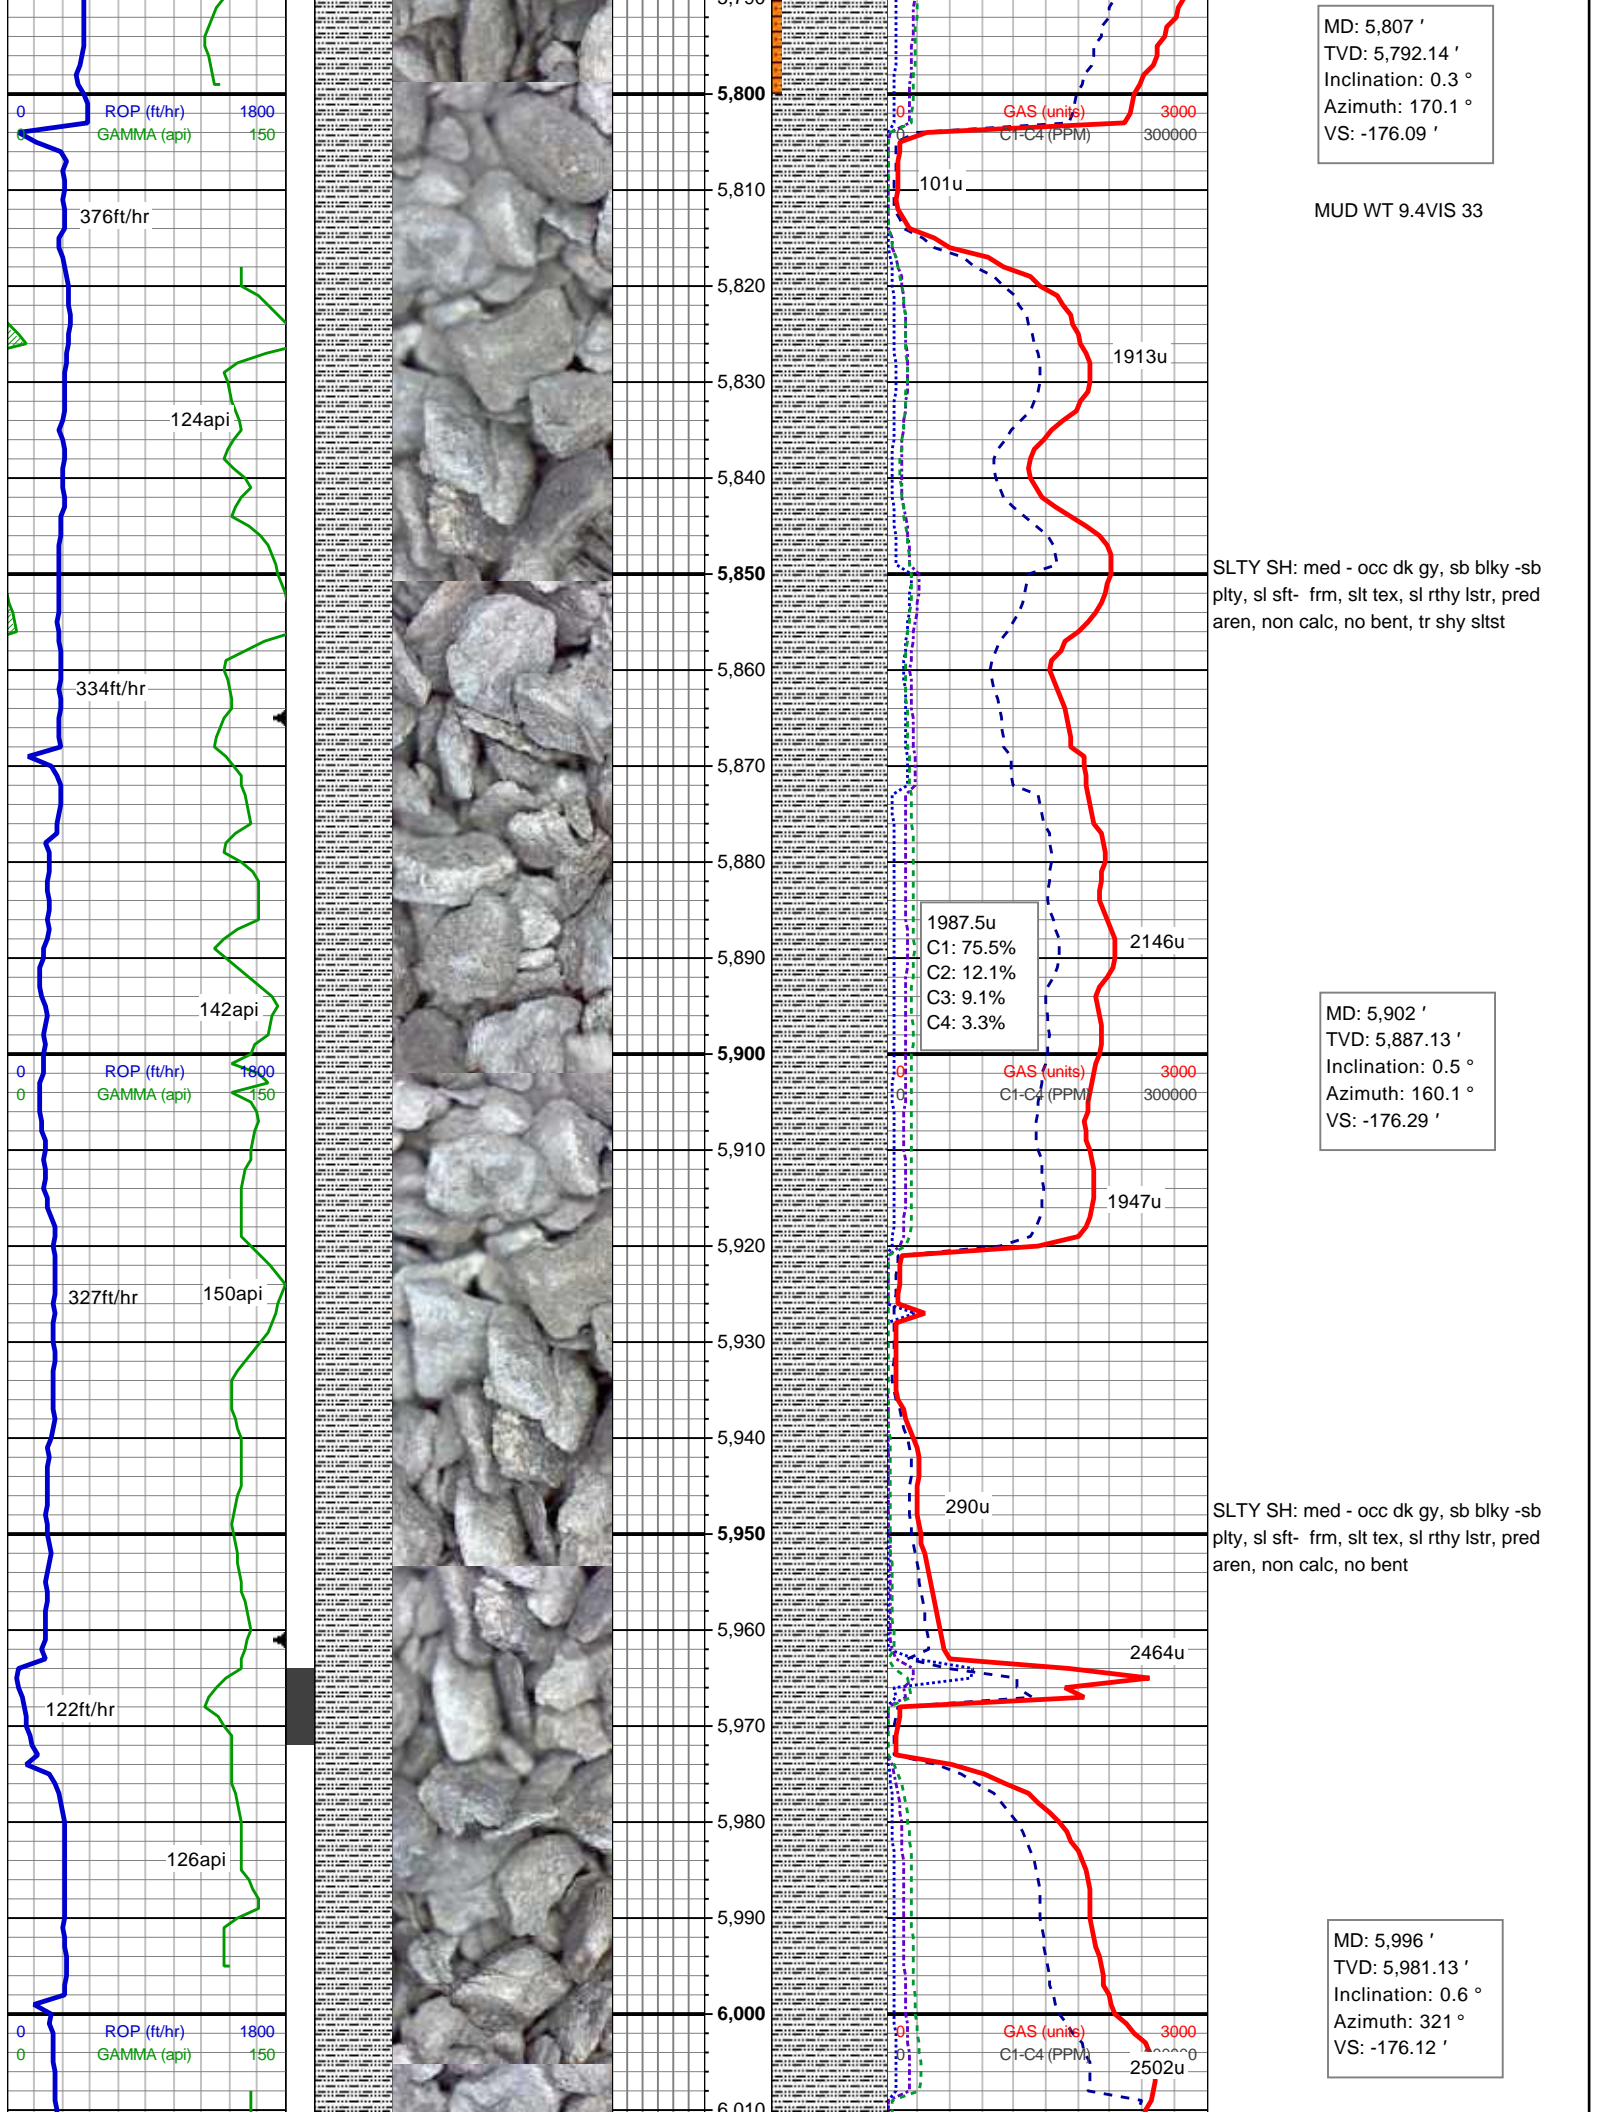 5,790
MD: 5,807 ′
TVD: 5,792.14 ′
Inclination: 0.3 °
Azimuth: 170.1 °
VS: -176.09 ′
5,800
0 ROP (ft/hr) 1800
0 GAMMA (api) 150
0 GAS (units) 3000
0 C1-C4 (PPM) 300000
101u
5,810
376ft/hr
MUD WT 9.4VIS 33
5,820
1913u
5,830
124api
5,840
5,850
SLTY SH: med - occ dk gy, sb blky -sb
plty, sl sft- frm, slt tex, sl rthy lstr, pred
aren, non calc, no bent, tr shy sltst
5,860
334ft/hr
5,870
5,880
1987.5u
C1: 75.5%
C2: 12.1%
C3: 9.1%
C4: 3.3%
2146u
5,890
142api
MD: 5,902 ′
TVD: 5,887.13 ′
Inclination: 0.5 °
Azimuth: 160.1 °
VS: -176.29 ′
5,900
0 ROP (ft/hr) 1800
0 GAMMA (api) 150
0 GAS (units) 3000
0 C1-C4 (PPM) 300000
5,910
1947u
5,920
327ft/hr
150api
5,930
5,940
290u
5,950
SLTY SH: med - occ dk gy, sb blky -sb
plty, sl sft- frm, slt tex, sl rthy lstr, pred
aren, non calc, no bent
5,960
2464u
122ft/hr
5,970
5,980
126api
5,990
MD: 5,996 ′
TVD: 5,981.13 ′
Inclination: 0.6 °
Azimuth: 321 °
VS: -176.12 ′
6,000
0 ROP (ft/hr) 1800
0 GAMMA (api) 150
0 GAS (units) 3000
0 C1-C4 (PPM)
2502u
6,010